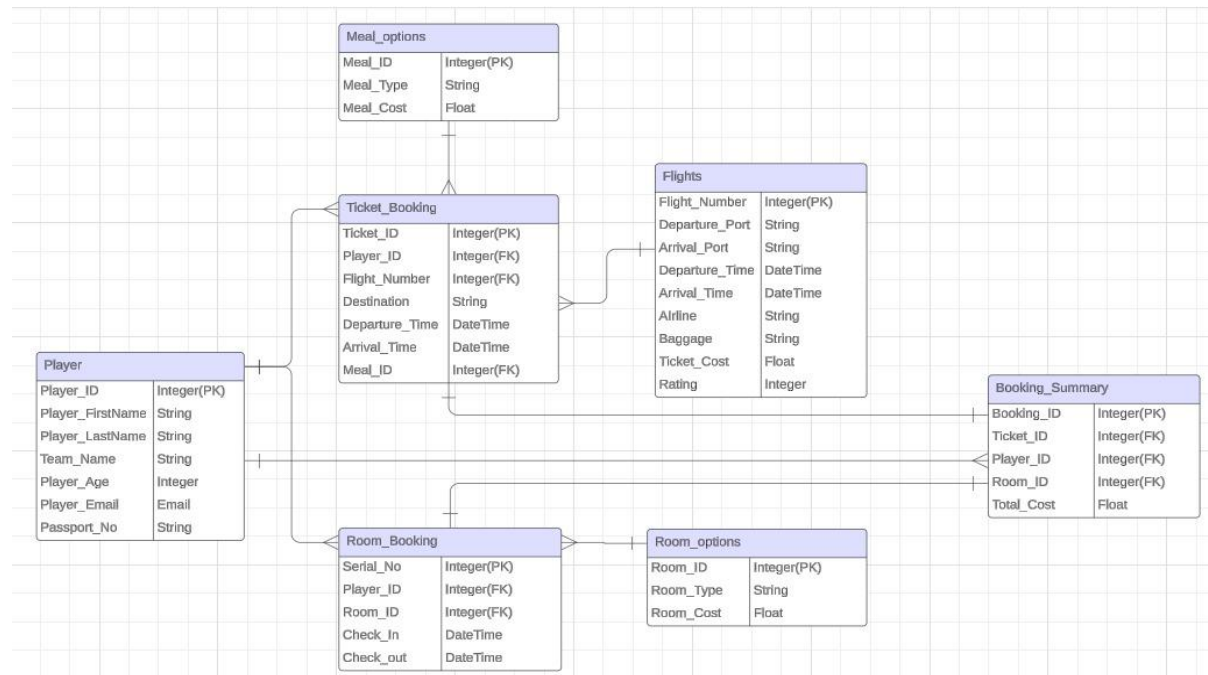 Meal_options
Meal_ID Integer(PK)
Meal_Type String
Meal_Cost Float
Flights
Flight_Number Integer(PK)
Departure_Port String
Arrival_Port String
Departure_Time DateTime
Arrival_Time DateTime
Airline String
Baggage String
Ticket_Cost Float
Rating Integer
Ticket_Booking
Ticket_ID Integer(PK)
Player_ID Integer(FK)
Flight_Number Integer(FK)
Destination String
Departure_Time DateTime
Arrival_Time DateTime
Meal_ID Integer(FK)
Player
Player_ID Integer(PK)
Player_FirstName String
Player_LastName String
Team_Name String
Player_Age Integer
Player_Email Email
Passport_No String
Booking_Summary
Booking_ID Integer(PK)
Ticket_ID Integer(FK)
Player_ID Integer(FK)
Room_ID Integer(FK)
Total_Cost Float
Room_Booking
Serial_No Integer(PK)
Player_ID Integer(FK)
Room_ID Integer(FK)
Check_In DateTime
Check_out DateTime
Room_options
Room_ID Integer(PK)
Room_Type String
Room_Cost Float